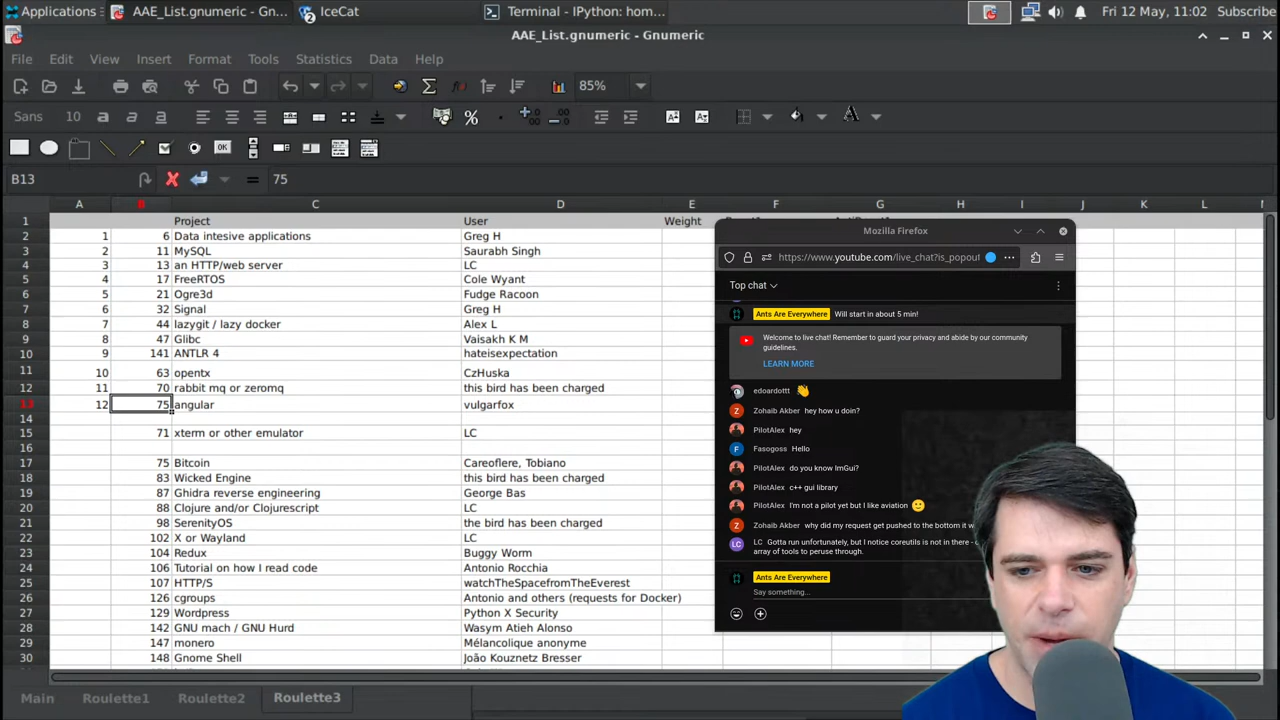 Applications AAE_List.gnumeric - Gn... IceCat Terminal - IPython: hom... Fri 12 May, 11:02 Subscribe
2
AAE_List.gnumeric - Gnumeric
File Edit View Insert Format Tools Statistics Data Help
85%
Sans 10 a a a
B13 = 75
A B C D E F G H I J K L
1 Project User Weight
2 1 6 Data intesive applications Greg H
3 2 11 MySQL Saurabh Singh
4 3 13 an HTTP/web server LC
5 4 17 FreeRTOS Cole Wyant
6 5 21 Ogre3d Fudge Racoon
7 6 32 Signal Greg H
8 7 44 lazygit / lazy docker Alex L
9 8 47 Glibc Vaisakh K M
10 9 141 ANTLR 4 hateisexpectation
11 10 63 opentx CzHuska
12 11 70 rabbit mq or zeromq this bird has been charged
13 12 75 angular vulgarfox
14
15 71 xterm or other emulator LC
16
17 75 Bitcoin Careoflere, Tobiano
18 83 Wicked Engine this bird has been charged
19 87 Ghidra reverse engineering George Bas
20 88 Clojure and/or Clojurescript LC
21 98 SerenityOS the bird has been charged
22 102 X or Wayland LC
23 104 Redux Buggy Worm
24 106 Tutorial on how I read code Antonio Rocchia
25 107 HTTP/S watchTheSpacefromTheEverest
26 126 cgroups Antonio and others (requests for Docker)
27 129 Wordpress Python X Security
28 142 GNU mach / GNU Hurd Wasym Atieh Alonso
29 147 monero Mélancolique anonyme
30 148 Gnome Shell João Kouznetz Bresser
Main Roulette1 Roulette2 Roulette3
Mozilla Firefox
https://www.youtube.com/live_chat?is_popout
Top chat
Ants Are Everywhere Will start in about 5 min!
Welcome to live chat! Remember to guard your privacy and abide by our community
guidelines.
LEARN MORE
edoardottt
Z Zohaib Akber hey how u doin?
PilotAlex hey
F Fasogoss Hello
PilotAlex do you know ImGui?
PilotAlex c++ gui library
PilotAlex I'm not a pilot yet but I like aviation
Z Zohaib Akber why did my request get pushed to the bottom it w
LC LC Gotta run unfortunately, but I notice coreutils is not in there -
array of tools to peruse through.
Ants Are Everywhere
Say something...